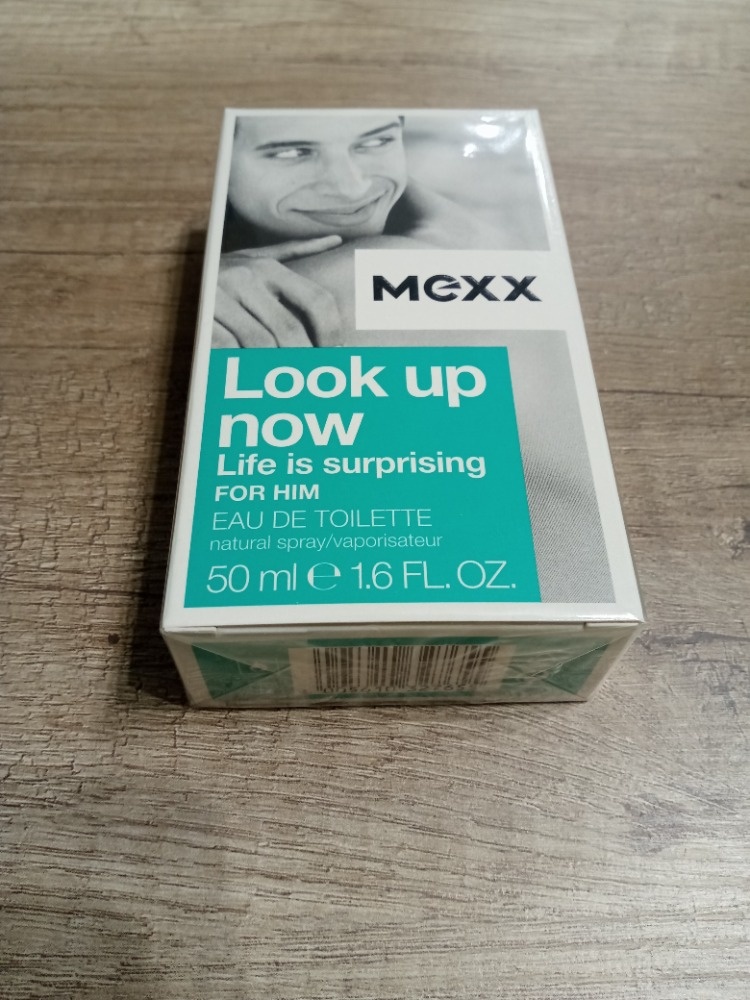 Mexx
Look up
now
Life is surprising
FOR HIM
EAU DE TOILETTE
natural spray/vaporisateur
50 ml ℮ 1.6 FL. OZ.